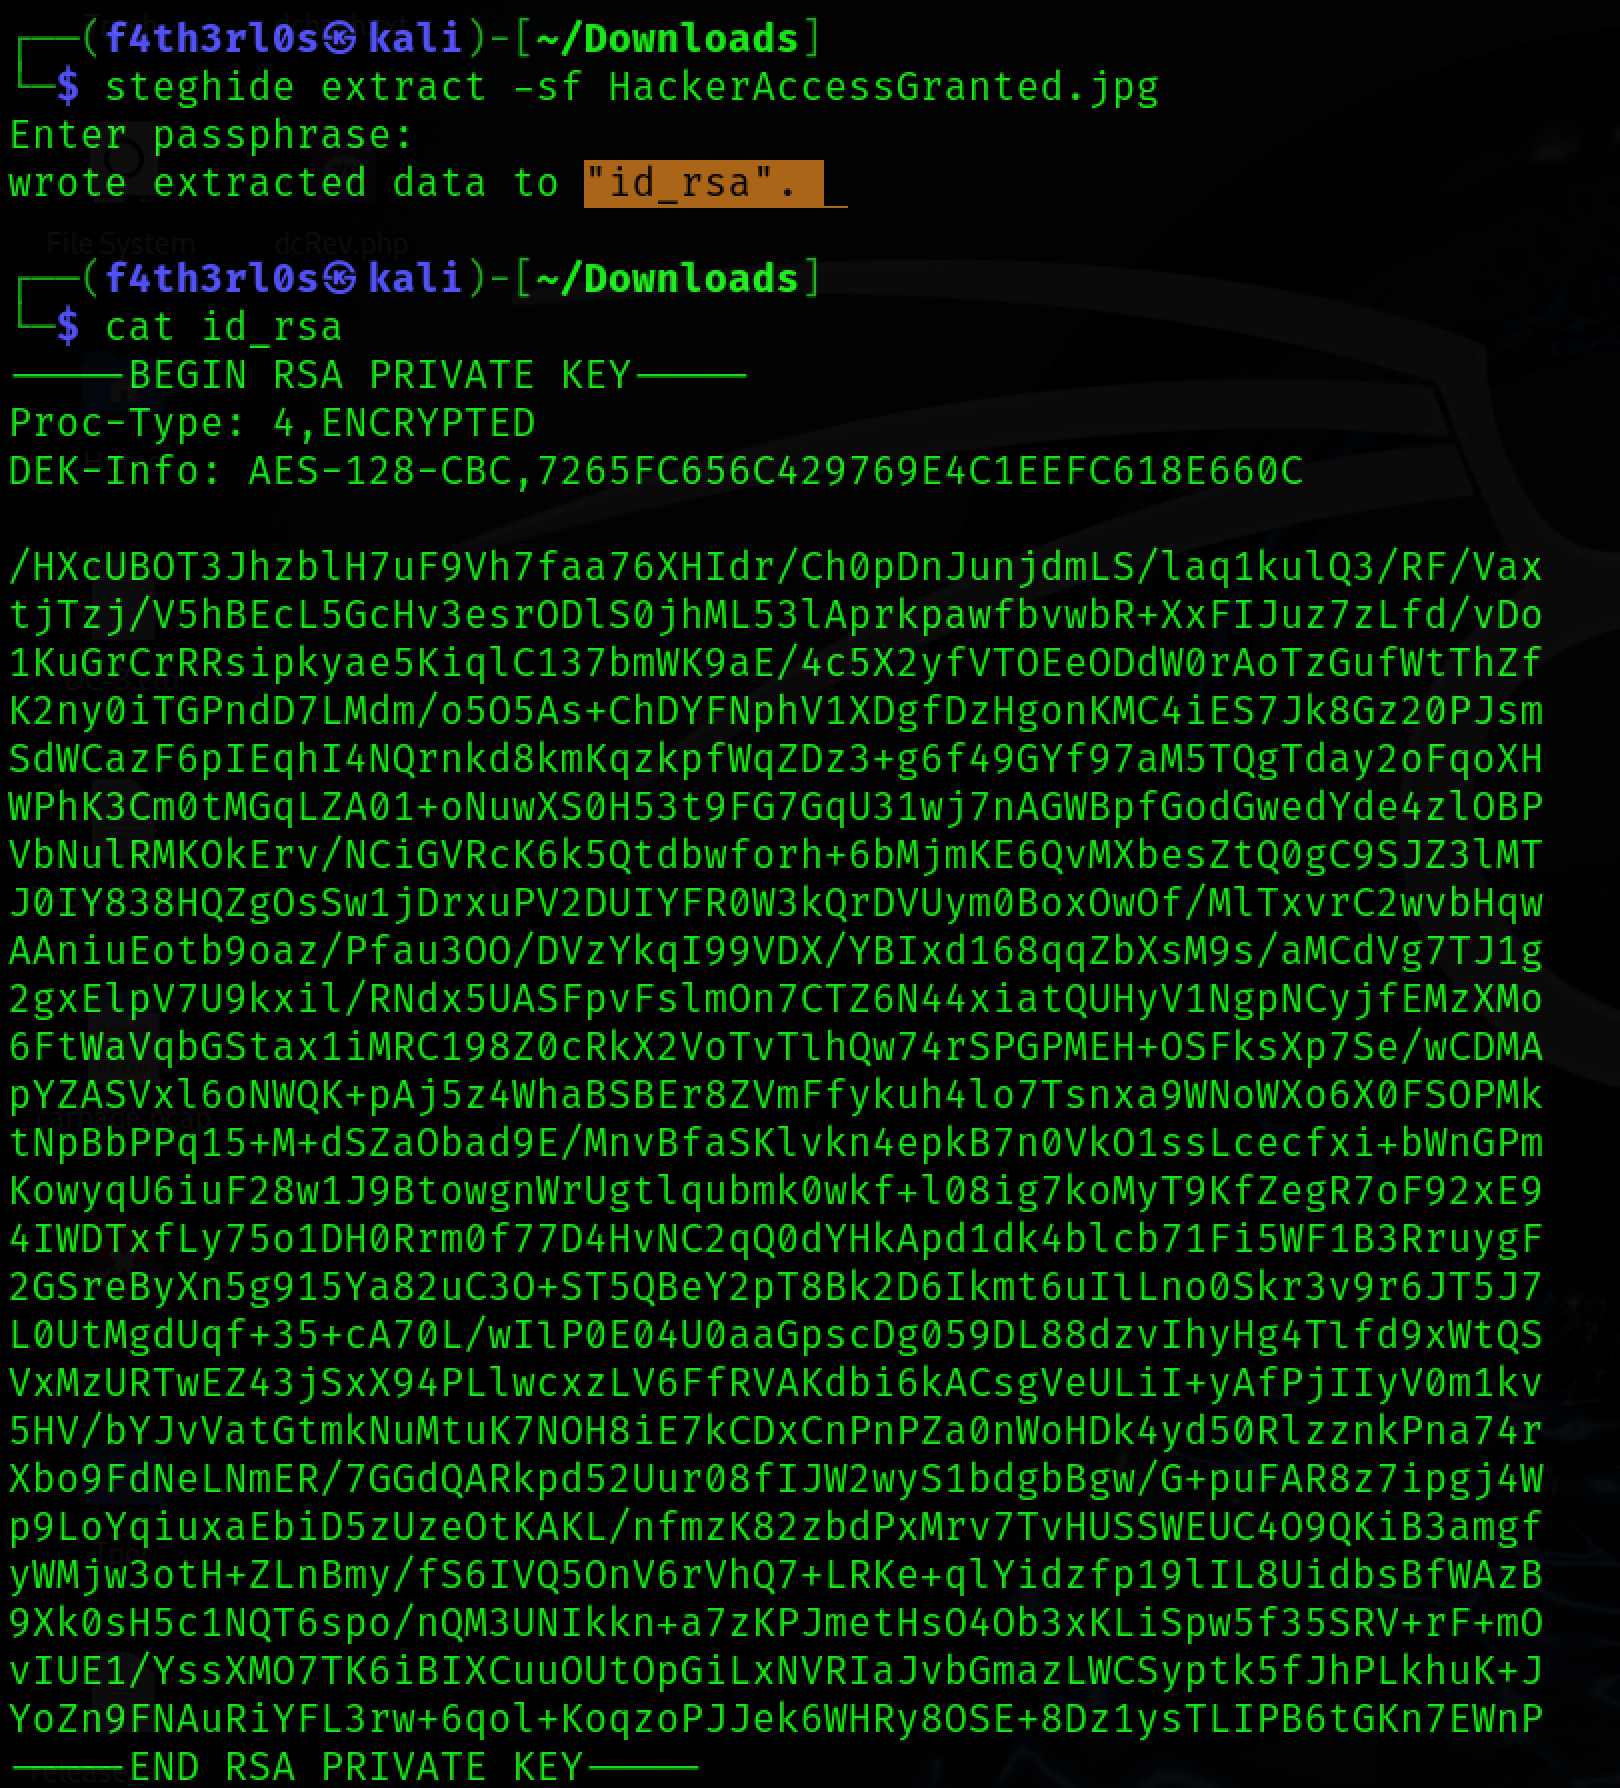 ┌──(f4th3rl0s㉿kali)-[~/Downloads]
└─$ steghide extract -sf HackerAccessGranted.jpg
Enter passphrase:
wrote extracted data to "id_rsa".
File System dcRev.php
┌──(f4th3rl0s㉿kali)-[~/Downloads]
└─$ cat id_rsa
-----BEGIN RSA PRIVATE KEY-----
Proc-Type: 4,ENCRYPTED
DEK-Info: AES-128-CBC,7265FC656C429769E4C1EEFC618E660C
/HXcUBOT3JhzblH7uF9Vh7faa76XHIdr/Ch0pDnJunjdmLS/laq1kulQ3/RF/Vax
tjTzj/V5hBEcL5GcHv3esrODlS0jhML53lAprkpawfbvwbR+XxFIJuz7zLfd/vDo
1KuGrCrRRsipkyae5KiqlC137bmWK9aE/4c5X2yfVTOEeODdW0rAoTzGufWtThZf
K2ny0iTGPndD7LMdm/o5O5As+ChDYFNphV1XDgfDzHgonKMC4iES7Jk8Gz20PJsm
SdWCazF6pIEqhI4NQrnkd8kmKqzkpfWqZDz3+g6f49GYf97aM5TQgTday2oFqoXH
WPhK3Cm0tMGqLZA01+oNuwXS0H53t9FG7GqU31wj7nAGWBpfGodGwedYde4zlOBP
VbNulRMKOkErv/NCiGVRcK6k5Qtdbwforh+6bMjmKE6QvMXbesZtQ0gC9SJZ3lMT
J0IY838HQZgOsSw1jDrxuPV2DUIYFR0W3kQrDVUym0BoxOwOf/MlTxvrC2wvbHqw
AAniuEotb9oaz/Pfau3OO/DVzYkqI99VDX/YBIxd168qqZbXsM9s/aMCdVg7TJ1g
2gxElpV7U9kxil/RNdx5UASFpvFslmOn7CTZ6N44xiatQUHyV1NgpNCyjfEMzXMo
6FtWaVqbGStax1iMRC198Z0cRkX2VoTvTlhQw74rSPGPMEH+OSFksXp7Se/wCDMA
pYZASVxl6oNWQK+pAj5z4WhaBSBEr8ZVmFfykuh4lo7Tsnxa9WNoWXo6X0FSOPMk
tNpBbPPq15+M+dSZaObad9E/MnvBfaSKlvkn4epkB7n0VkO1ssLcecfxi+bWnGPm
KowyqU6iuF28w1J9BtowgnWrUgtlqubmk0wkf+l08ig7koMyT9KfZegR7oF92xE9
4IWDTxfLy75o1DH0Rrm0f77D4HvNC2qQ0dYHkApd1dk4blcb71Fi5WF1B3RruygF
2GSreByXn5g915Ya82uC3O+ST5QBeY2pT8Bk2D6Ikmt6uIlLno0Skr3v9r6JT5J7
L0UtMgdUqf+35+cA70L/wIlP0E04U0aaGpscDg059DL88dzvIhyHg4Tlfd9xWtQS
VxMzURTwEZ43jSxX94PLlwcxzLV6FfRVAKdbi6kACsgVeULiI+yAfPjIIyV0m1kv
5HV/bYJvVatGtmkNuMtuK7NOH8iE7kCDxCnPnPZa0nWoHDk4yd50RlzznkPna74r
Xbo9FdNeLNmER/7GGdQARkpd52Uur08fIJW2wyS1bdgbBgw/G+puFAR8z7ipgj4W
p9LoYqiuxaEbiD5zUzeOtKAKL/nfmzK82zbdPxMrv7TvHUSSWEUC4O9QKiB3amgf
yWMjw3otH+ZLnBmy/fS6IVQ5OnV6rVhQ7+LRKe+qlYidzfp19lIL8UidbsBfWAzB
9Xk0sH5c1NQT6spo/nQM3UNIkkn+a7zKPJmetHsO4Ob3xKLiSpw5f35SRV+rF+mO
vIUE1/YssXMO7TK6iBIXCuuOUtOpGiLxNVRIaJvbGmazLWCSyptk5fJhPLkhuK+J
YoZn9FNAuRiYFL3rw+6qol+KoqzoPJJek6WHRy8OSE+8Dz1ysTLIPB6tGKn7EWnP
-----END RSA PRIVATE KEY-----